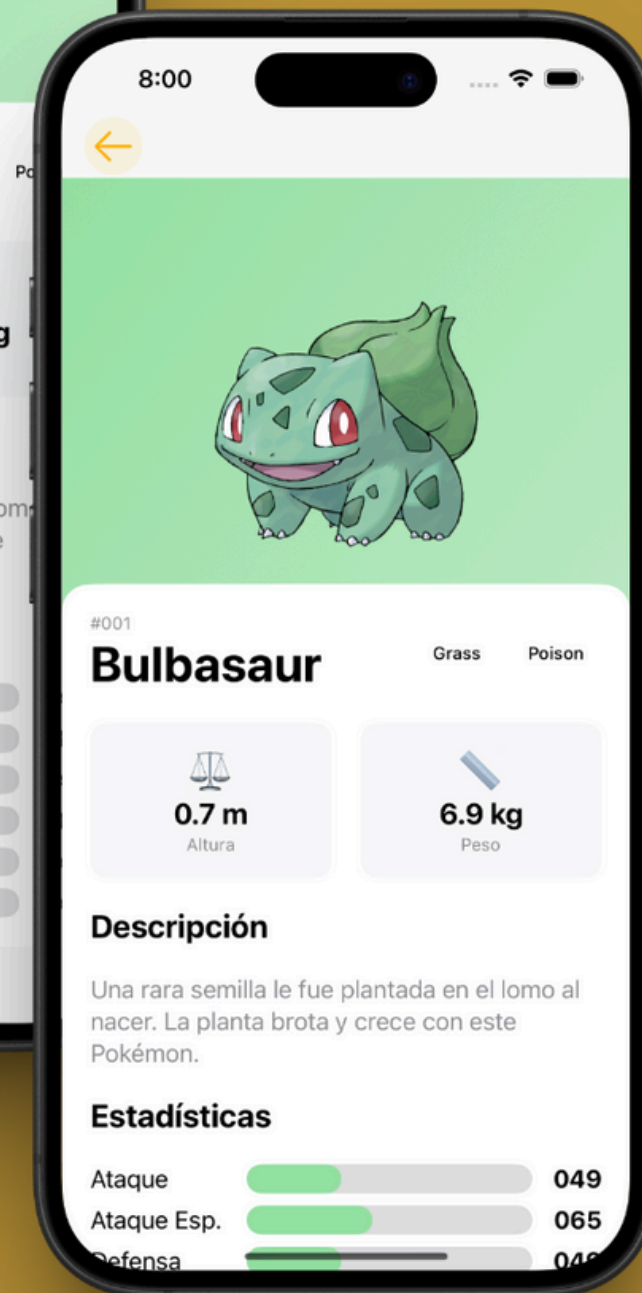 8:00
#001
Bulbasaur
Grass Poison
0.7 m
Altura
6.9 kg
Peso
Descripción
Una rara semilla le fue plantada en el lomo al
nacer. La planta brota y crece con este
Pokémon.
Estadísticas
Ataque 049
Ataque Esp. 065
Defensa